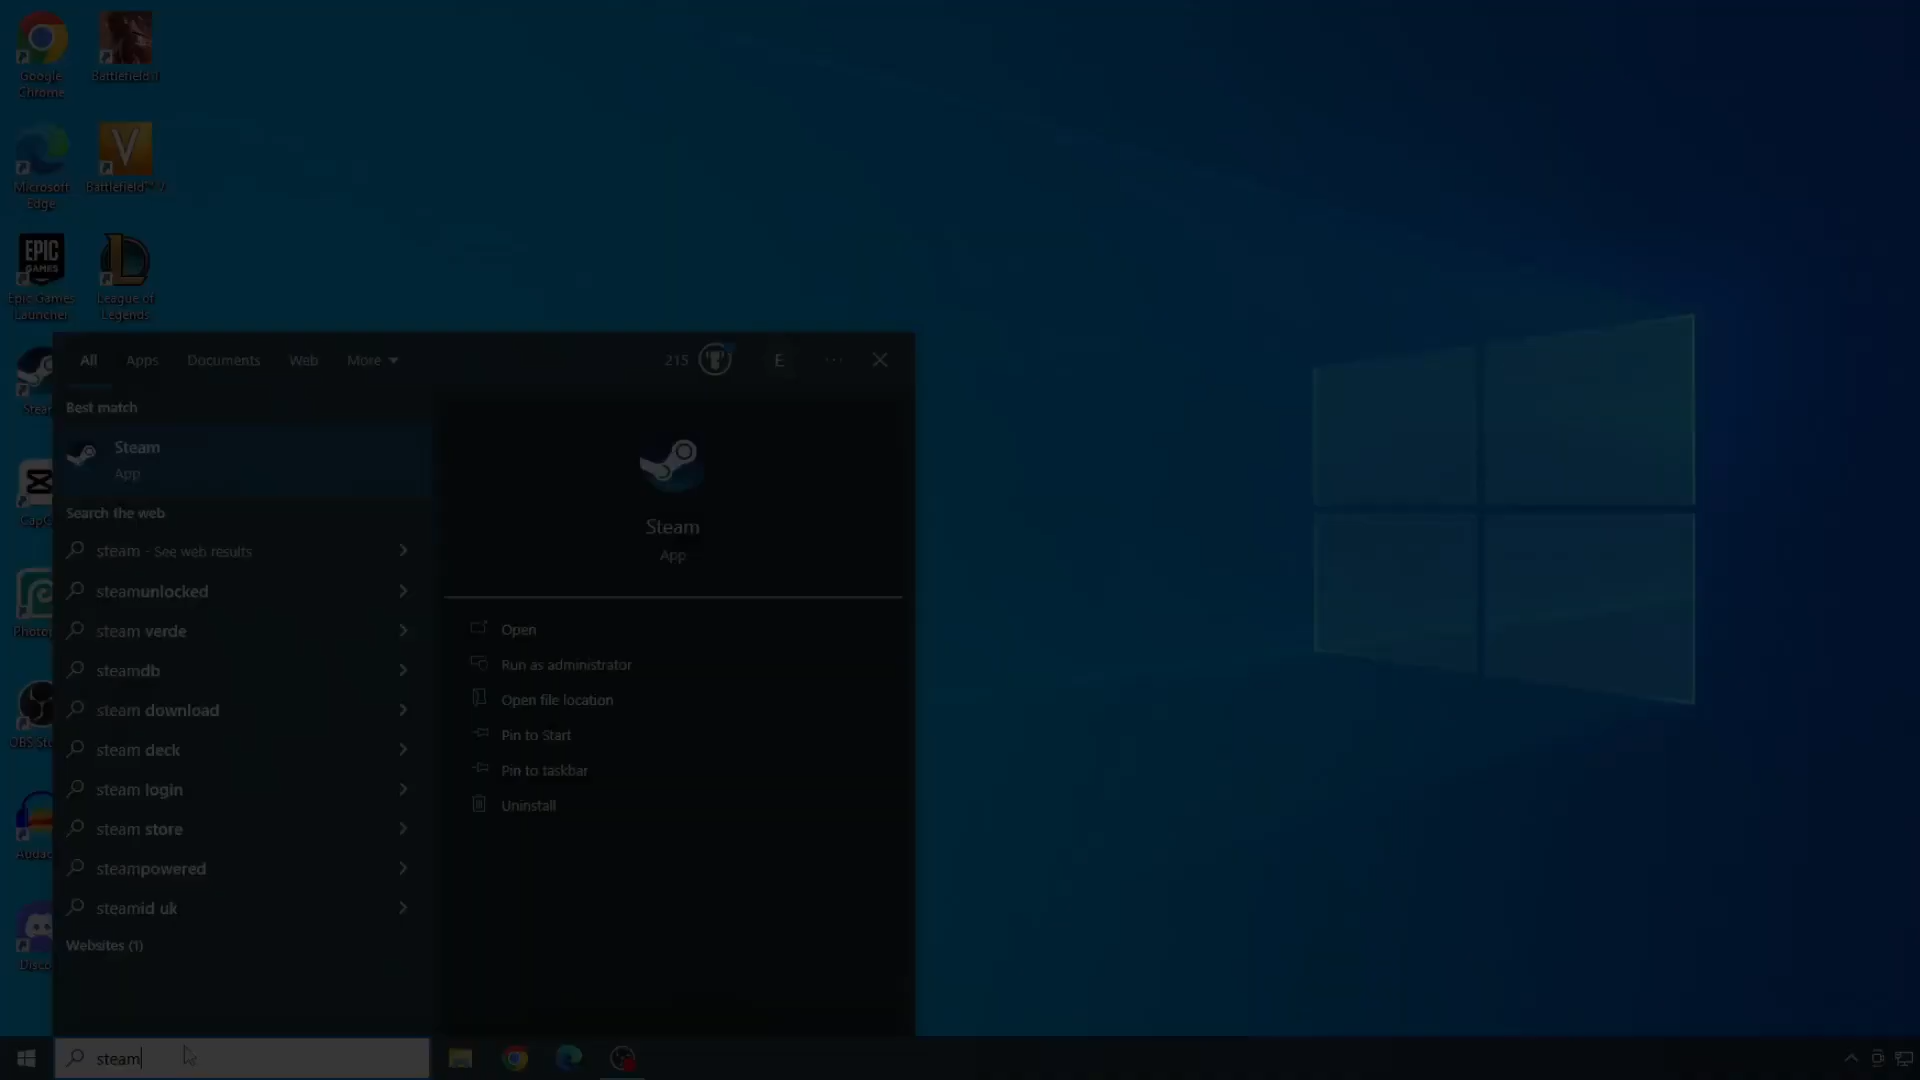 Google
Chrome
Microsoft
Edge
EPIC
GAMES
Epic Games
Launcher
League of
Legends
All
Apps
Documents
Web
More
215
E
Best match
Steam
App
Search the web
steam - See web results
steamunlocked
steam verde
steamdb
steam download
steam deck
steam login
steam store
steampowered
steamid uk
Websites (1)
Steam
App
Open
Run as administrator
Open file location
Pin to Start
Pin to taskbar
Uninstall
steam